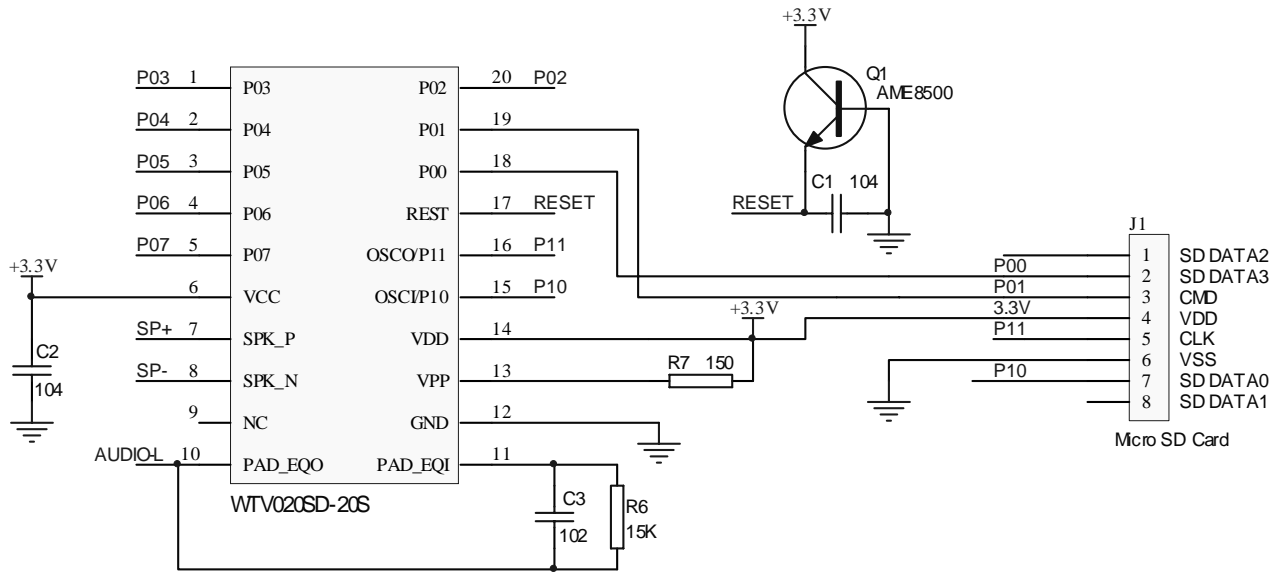 +3.3V
Q1
AME8500
C1 104
RESET
P03 1 P03 P02 20 P02
P04 2 P04 P01 19
P05 3 P05 P00 18
P06 4 P06 REST 17 RESET
P07 5 P07 OSCO/P11 16 P11
+3.3V
6 VCC OSCI/P10 15 P10
SP+ 7 SPK_P VDD 14
SP- 8 SPK_N VPP 13
9 NC GND 12
AUDIO-L 10 PAD_EQO PAD_EQI 11
WTV020SD-20S
C2
104
+3.3V
R7 150
C3
102
R6
15K
J1
1 SD DATA2
P00 2 SD DATA3
P01 3 CMD
3.3V 4 VDD
P11 5 CLK
6 VSS
P10 7 SD DATA0
8 SD DATA1
Micro SD Card